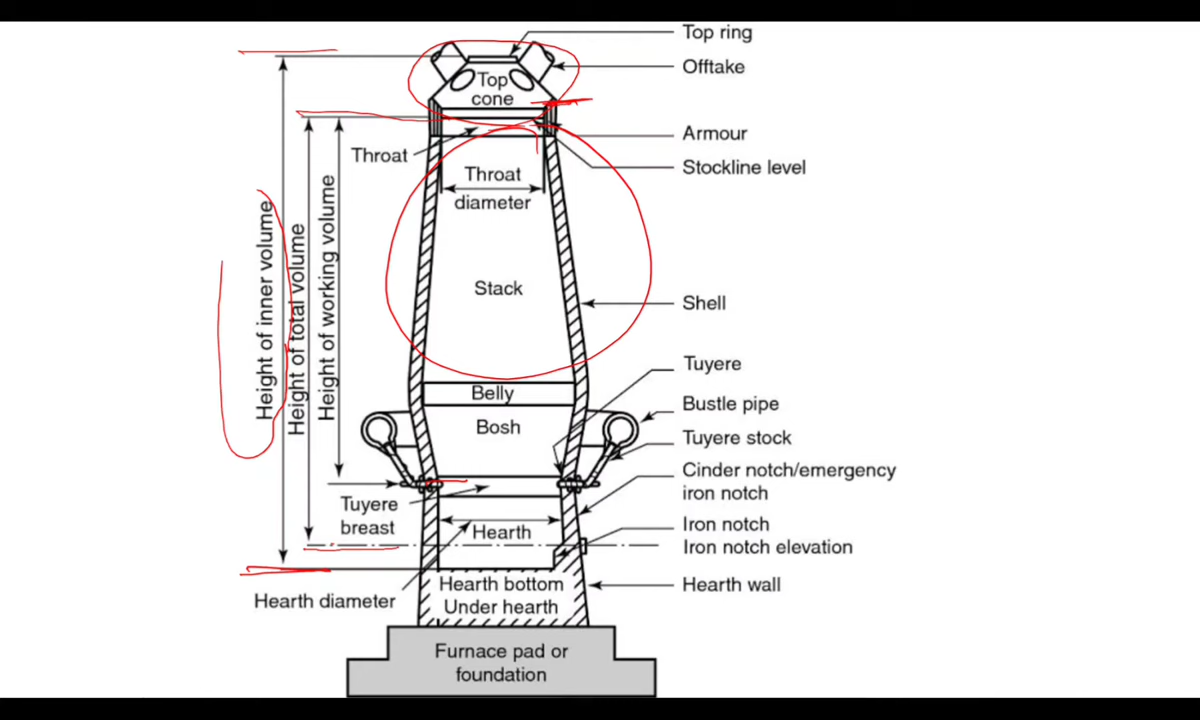 Top ring
Offtake
Top
cone
Armour
Throat
Stockline level
Throat
diameter
Height of inner volume
Height of total volume
Height of working volume
Stack
Shell
Tuyere
Belly
Bustle pipe
Bosh
Tuyere stock
Cinder notch/emergency
iron notch
Tuyere
breast
Iron notch
Hearth
Iron notch elevation
Hearth bottom
Hearth wall
Hearth diameter
Under hearth
Furnace pad or
foundation